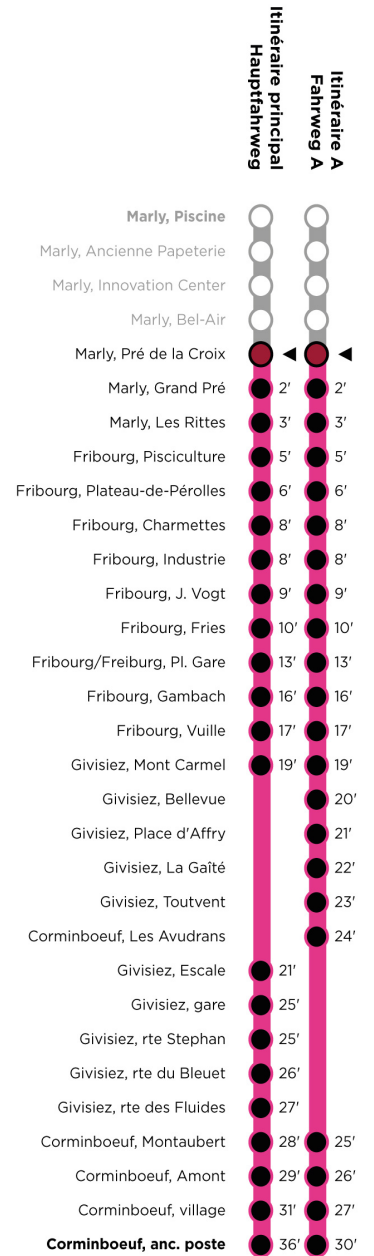 Itinéraire principal
Hauptfahrweg
Itinéraire A
Fahrweg A
Marly, Piscine
Marly, Ancienne Papeterie
Marly, Innovation Center
Marly, Bel-Air
Marly, Pré de la Croix
Marly, Grand Pré 2' 2'
Marly, Les Rittes 3' 3'
Fribourg, Pisciculture 5' 5'
Fribourg, Plateau-de-Pérolles 6' 6'
Fribourg, Charmettes 8' 8'
Fribourg, Industrie 8' 8'
Fribourg, J. Vogt 9' 9'
Fribourg, Fries 10' 10'
Fribourg/Freiburg, Pl. Gare 13' 13'
Fribourg, Gambach 16' 16'
Fribourg, Vuille 17' 17'
Givisiez, Mont Carmel 19' 19'
Givisiez, Bellevue 20'
Givisiez, Place d'Affry 21'
Givisiez, La Gaîté 22'
Givisiez, Toutvent 23'
Corminboeuf, Les Avudrans 24'
Givisiez, Escale 21'
Givisiez, gare 25'
Givisiez, rte Stephan 25'
Givisiez, rte du Bleuet 26'
Givisiez, rte des Fluides 27'
Corminboeuf, Montaubert 28' 25'
Corminboeuf, Amont 29' 26'
Corminboeuf, village 31' 27'
Corminboeuf, anc. poste 36' 30'